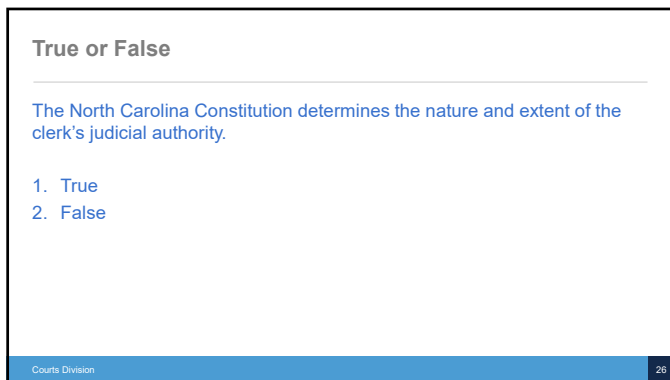 True or False
The North Carolina Constitution determines the nature and extent of the
clerk’s judicial authority.
1. True
2. False
Courts Division
26